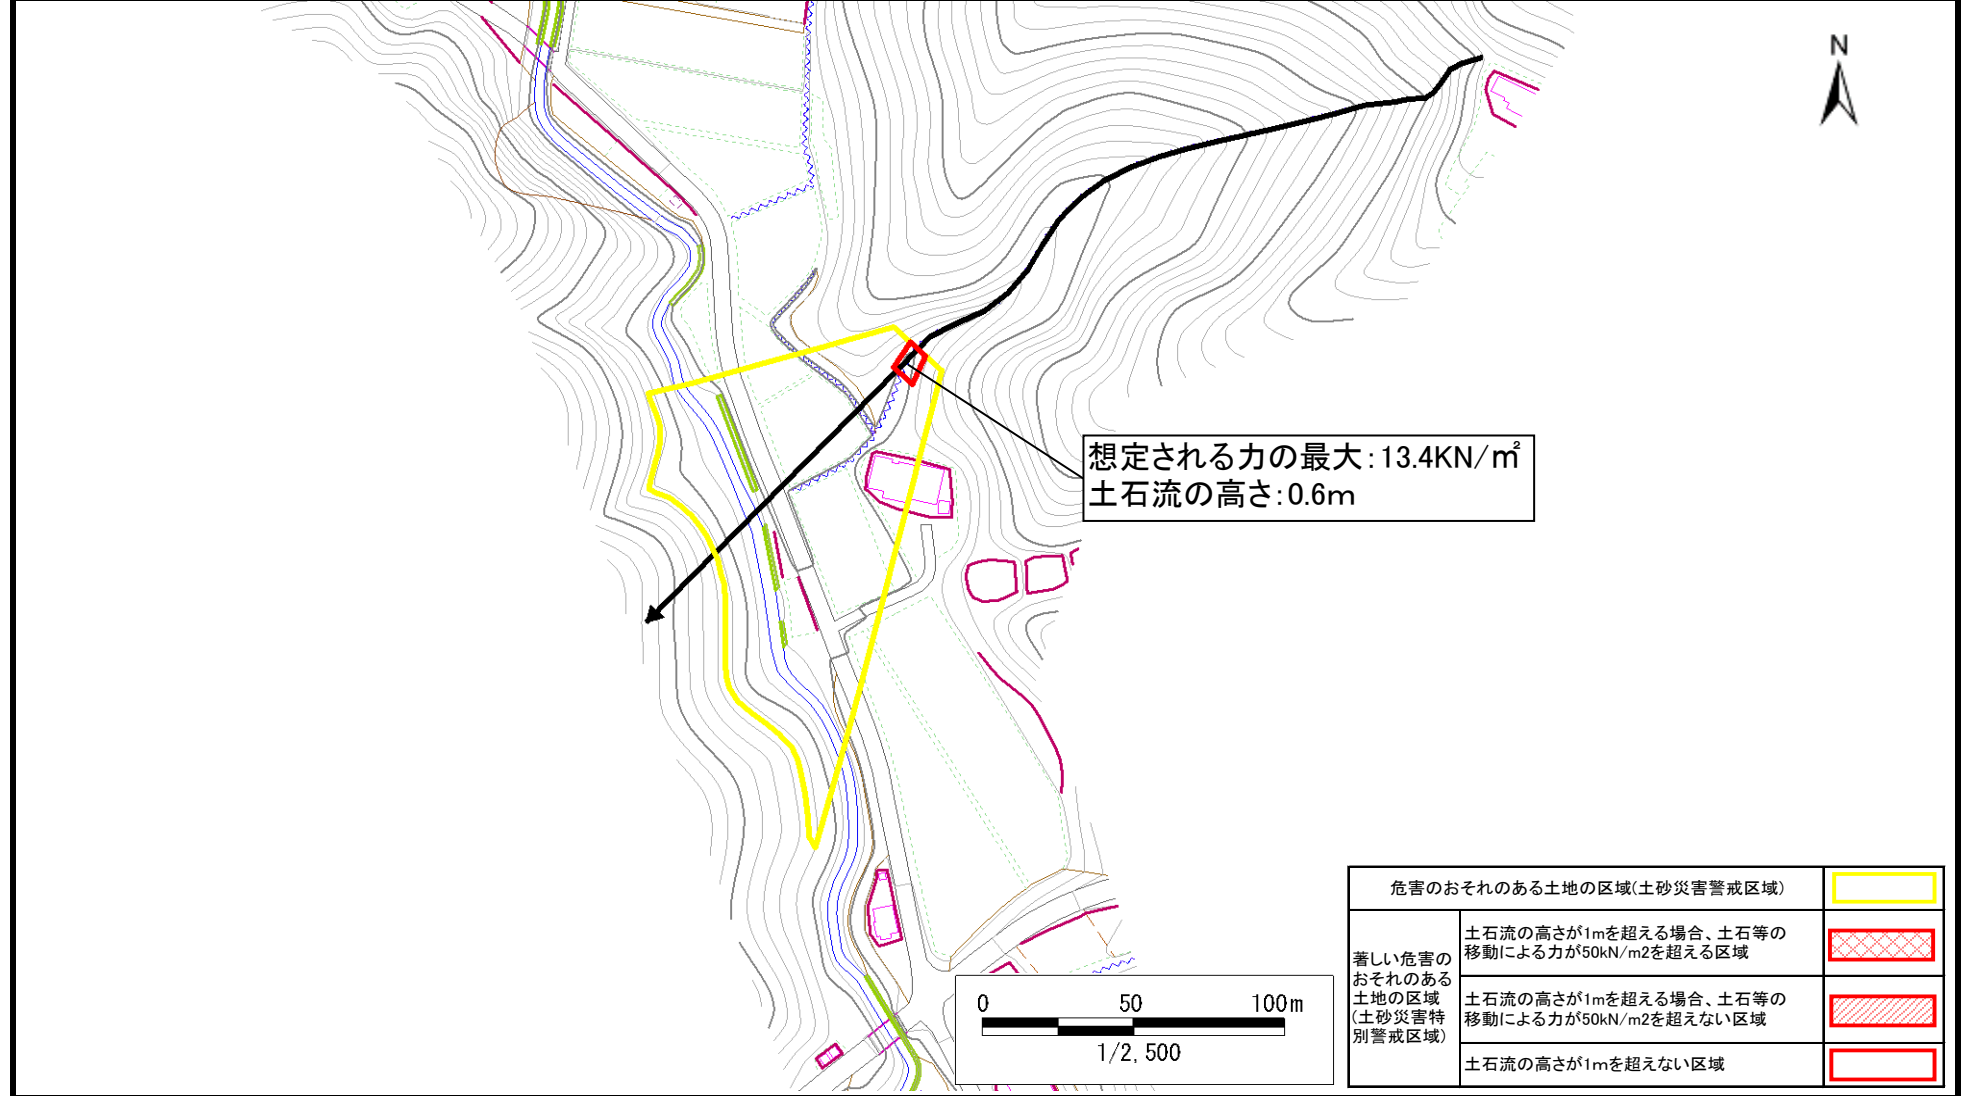 N
想定される力の最大:13.4KN/㎡
土石流の高さ:0.6m
危害のおそれのある土地の区域(土砂災害警戒区域)
著しい危害の
おそれのある
土地の区域
(土砂災害特
別警戒区域)
土石流の高さが1mを超える場合、土石等の
移動による力が50kN/m2を超える区域
土石流の高さが1mを超える場合、土石等の
移動による力が50kN/m2を超えない区域
土石流の高さが1mを超えない区域
0 50 100m
1/2,500